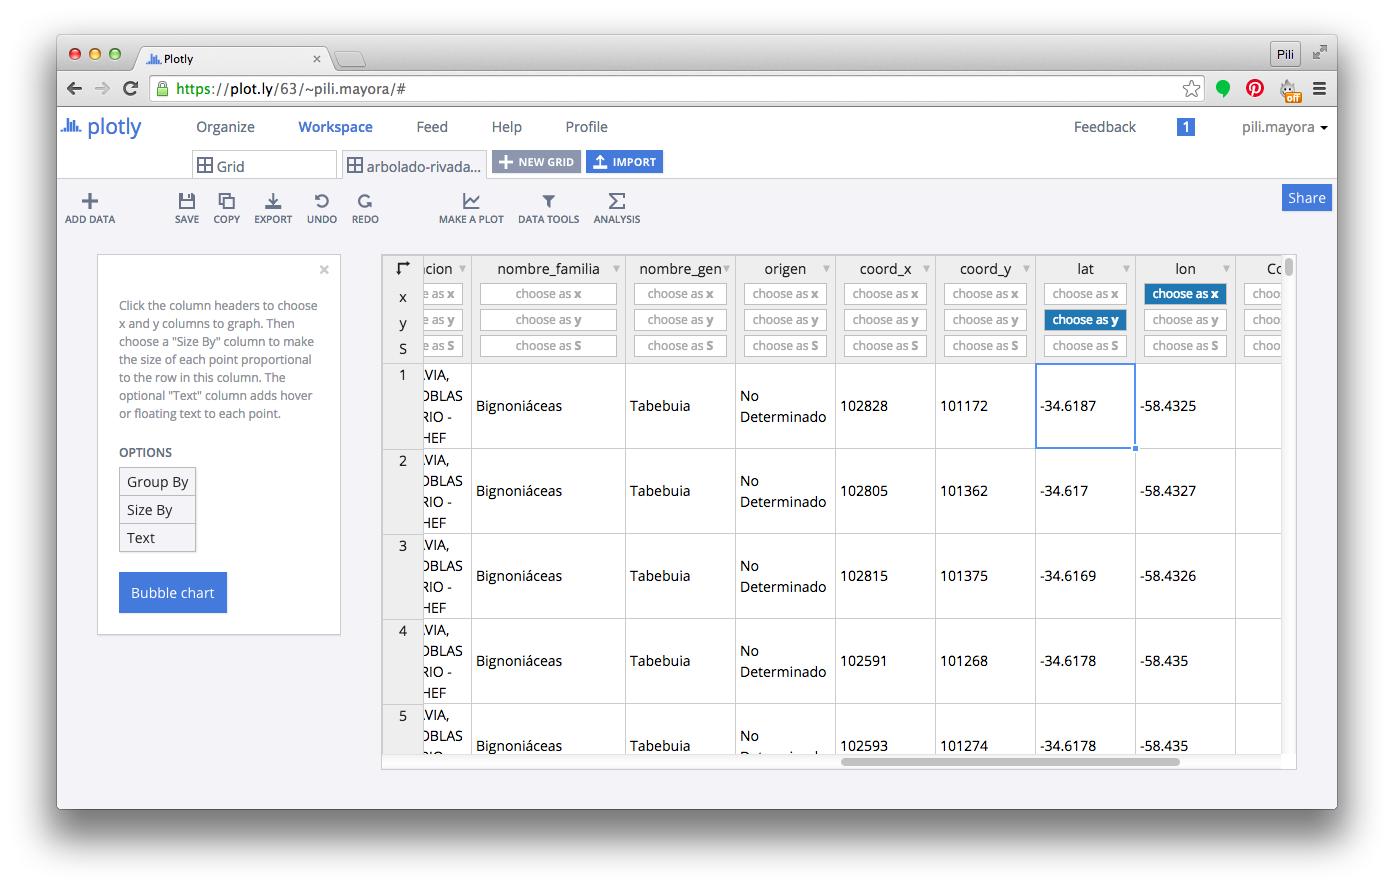 Plotly
Pili
https://plot.ly/63/~pili.mayora/#
off
plotly Organize Workspace Feed Help Profile Feedback 1 pili.mayora
Grid arbolado-rivada... NEW GRID IMPORT
ADD DATA SAVE COPY EXPORT UNDO REDO MAKE A PLOT DATA TOOLS ANALYSIS Share
Click the column headers to choose
x and y columns to graph. Then
choose a "Size By" column to make
the size of each point proportional
to the row in this column. The
optional "Text" column adds hover
or floating text to each point.
OPTIONS
Group By
Size By
Text
Bubble chart
cion nombre_familia nombre_gen origen coord_x coord_y lat lon Co
x e as x choose as x choose as x choose as x choose as x choose as x choose as x choose as x choo
y e as y choose as y choose as y choose as y choose as y choose as y choose as y choose as y choo
S e as S choose as S choose as S choose as S choose as S choose as S choose as S choose as S choo
1 VIA,
OBLAS No
RIO - Bignoniáceas Tabebuia Determinado 102828 101172 -34.6187 -58.4325
HEF
2 VIA,
OBLAS No
RIO - Bignoniáceas Tabebuia Determinado 102805 101362 -34.617 -58.4327
HEF
3 VIA,
OBLAS No
RIO - Bignoniáceas Tabebuia Determinado 102815 101375 -34.6169 -58.4326
HEF
4 VIA,
OBLAS No
RIO - Bignoniáceas Tabebuia Determinado 102591 101268 -34.6178 -58.435
HEF
5 VIA,
OBLAS No
Bignoniáceas Tabebuia 102593 101274 -34.6178 -58.435